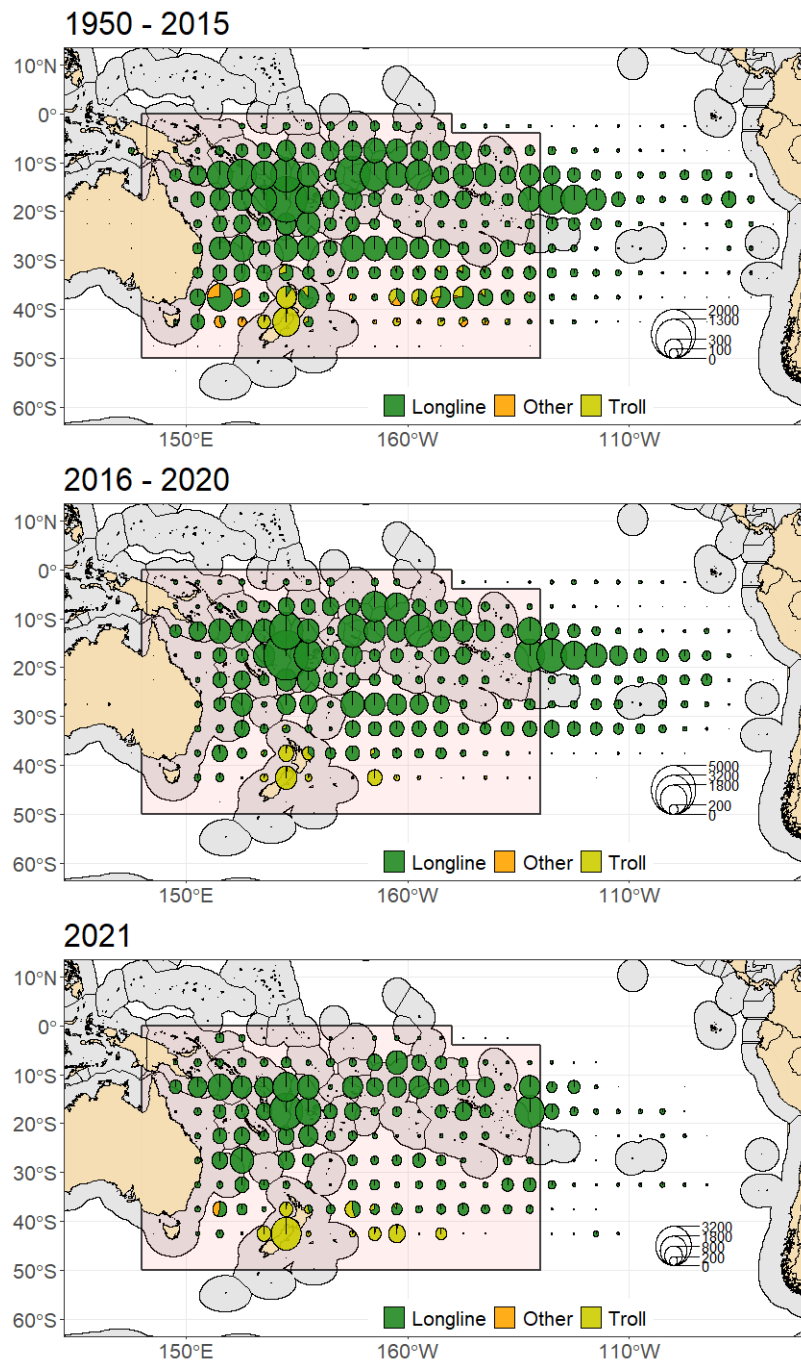 1950 - 2015
10°N
0°
10°S
20°S
30°S
40°S
50°S
60°S
2000
1300
300
100
0
Longline Other Troll
150°E 160°W 110°W
2016 - 2020
10°N
0°
10°S
20°S
30°S
40°S
50°S
60°S
5000
3200
1800
200
0
Longline Other Troll
150°E 160°W 110°W
2021
10°N
0°
10°S
20°S
30°S
40°S
50°S
60°S
3200
1800
800
200
0
Longline Other Troll
150°E 160°W 110°W